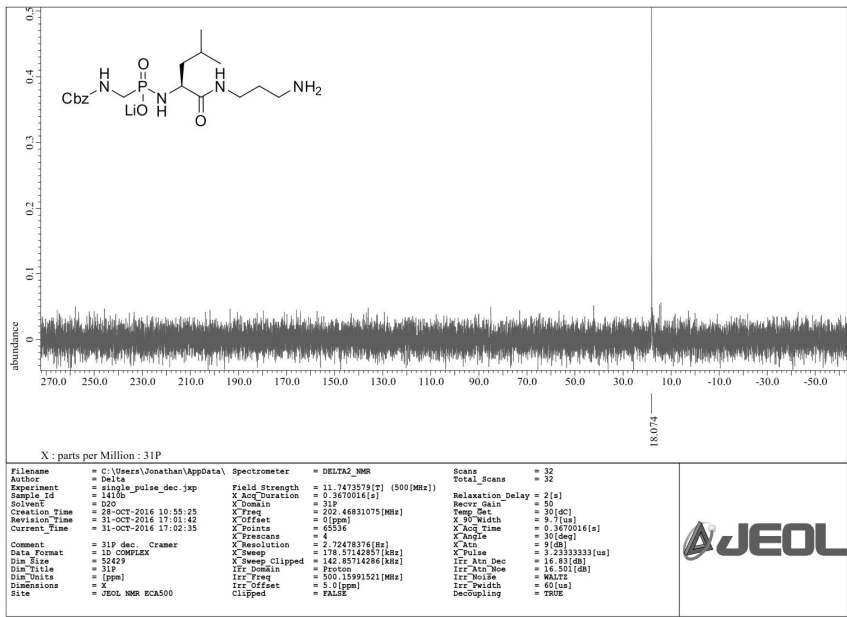 0.5
0.4
0.3
0.2
0.1
0
abundance
Cbz
H
N
O
P
LiO
N
H
O
H
N
NH2
270.0 250.0 230.0 210.0 190.0 170.0 150.0 130.0 110.0 90.0 70.0 50.0 30.0 10.0 -10.0 -30.0 -50.0
18.074
X : parts per Million : 31P
Filename = C:\Users\Jonathan\AppData\
Author = Delta
Experiment = single_pulse_dec.jxp
Sample_Id = 1410b
Solvent = D2O
Creation_Time = 28-OCT-2016 10:55:25
Revision_Time = 31-OCT-2016 17:01:42
Current_Time = 31-OCT-2016 17:02:35
Comment = 31P dec. Cramer
Data_Format = 1D COMPLEX
Dim_Size = 52429
Dim_Title = 31P
Dim_Units = [ppm]
Dimensions = X
Site = JEOL NMR ECA500
Spectrometer = DELTA2_NMR
Field_Strength = 11.7473579[T] (500[MHz])
X_Acq_Duration = 0.3670016[s]
X_Domain = 31P
X_Freq = 202.46831075[MHz]
X_Offset = 0[ppm]
X_Points = 65536
X_Prescans = 4
X_Resolution = 2.72478376[Hz]
X_Sweep = 178.57142857[kHz]
X_Sweep_Clipped = 142.85714286[kHz]
Irr_Domain = Proton
Irr_Freq = 500.15991521[MHz]
Irr_Offset = 5.0[ppm]
Clipped = FALSE
Scans = 32
Total_Scans = 32
Relaxation_Delay = 2[s]
Recvr_Gain = 50
Temp_Get = 30[dC]
X_90_Width = 9.7[us]
X_Acq_Time = 0.3670016[s]
X_Angle = 30[deg]
X_Atn = 9[dB]
X_Pulse = 3.23333333[us]
Irr_Atn_Dec = 16.83[dB]
Irr_Atn_Noe = 16.501[dB]
Irr_Noise = WALTZ
Irr_Pwidth = 60[us]
Decoupling = TRUE
JEOL